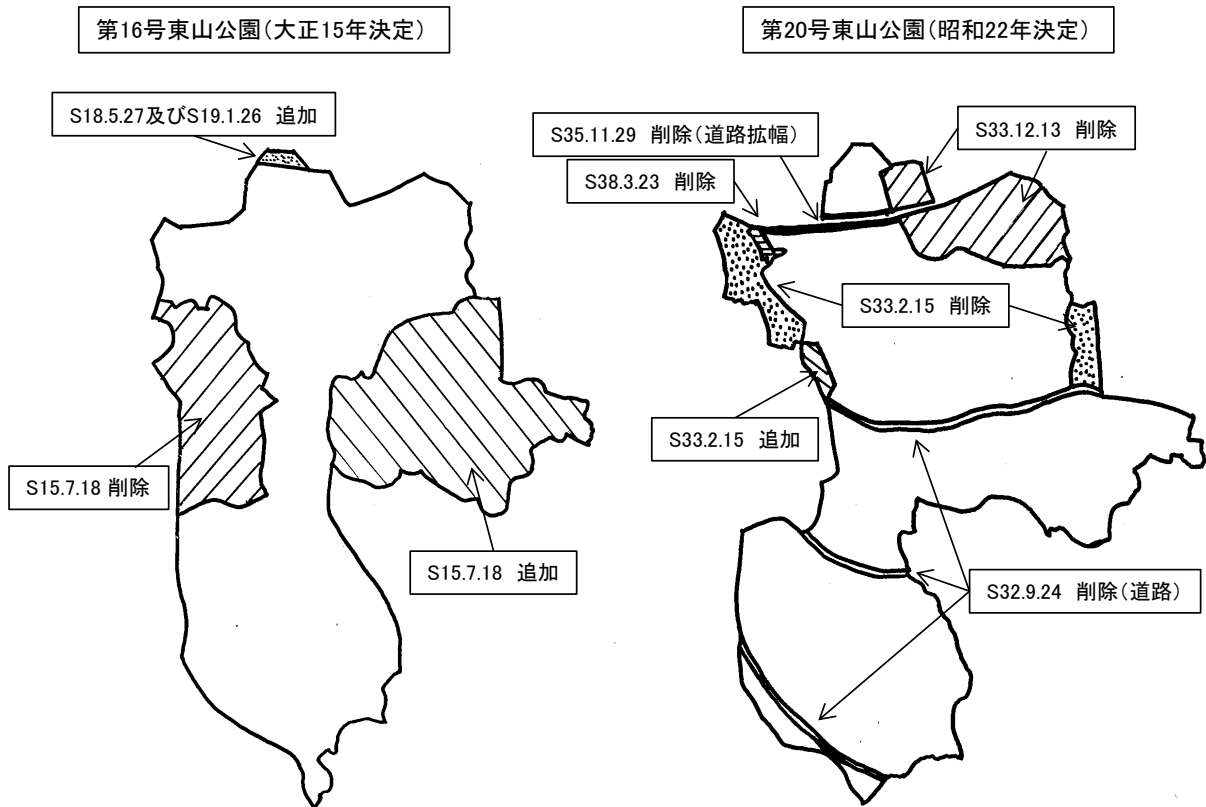 第16号東山公園(大正15年決定)
S18.5.27及びS19.1.26 追加
S15.7.18 削除
S15.7.18 追加
第20号東山公園(昭和22年決定)
S35.11.29 削除(道路拡幅)
S33.12.13 削除
S38.3.23 削除
S33.2.15 削除
S33.2.15 追加
S32.9.24 削除(道路)